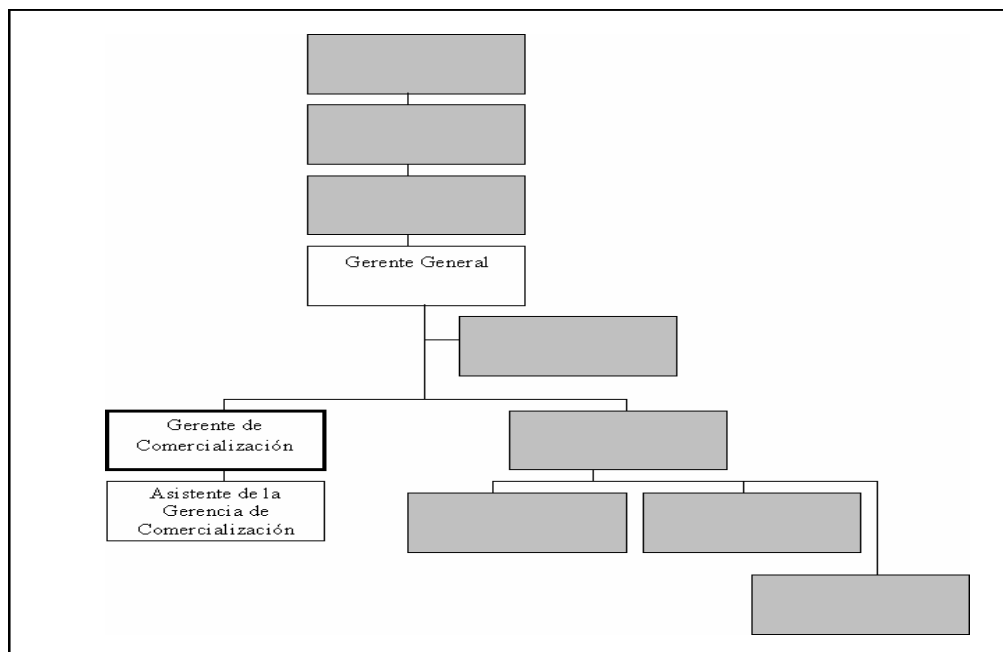 Gerente General
Gerente de
Comercialización
Asistente de la
Gerencia de
Comercialización